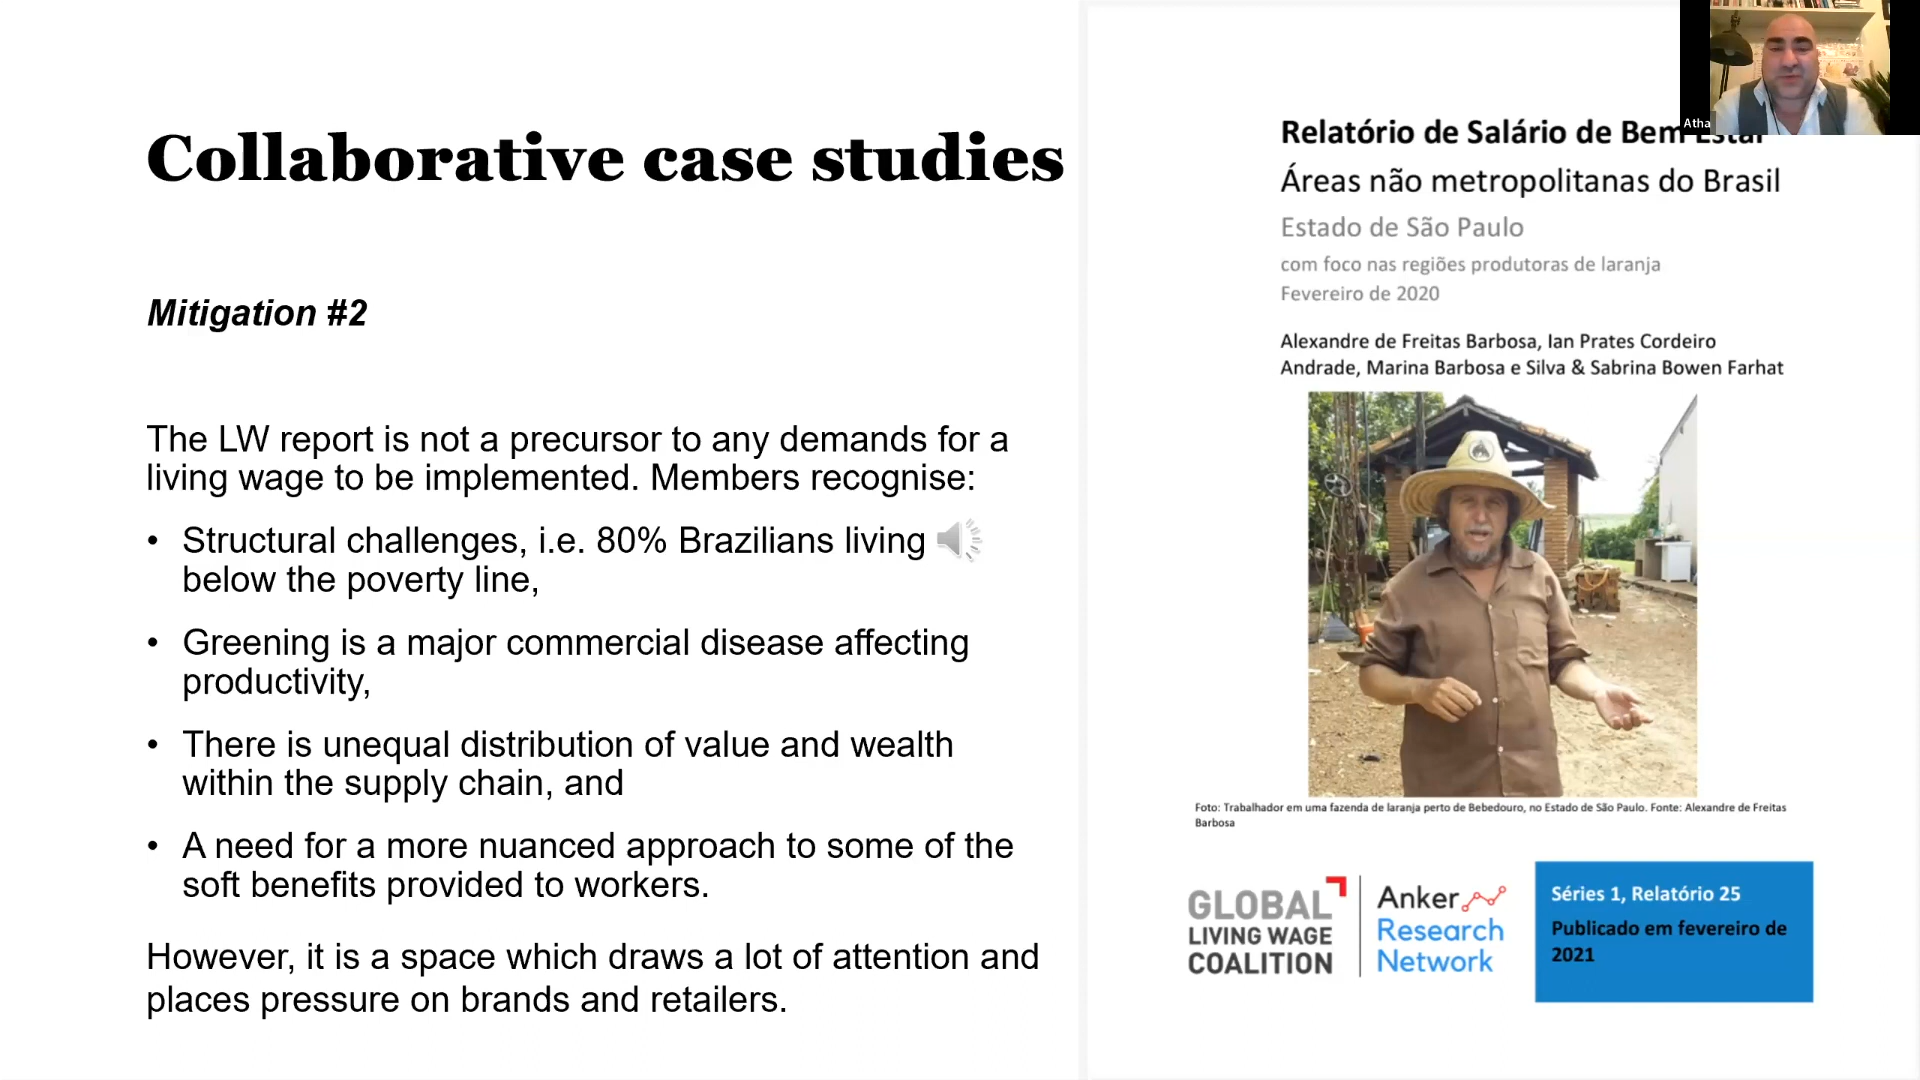 Collaborative case studies
Mitigation #2
The LW report is not a precursor to any demands for a
living wage to be implemented. Members recognise:
• Structural challenges, i.e. 80% Brazilians living
below the poverty line,
• Greening is a major commercial disease affecting
productivity,
• There is unequal distribution of value and wealth
within the supply chain, and
• A need for a more nuanced approach to some of the
soft benefits provided to workers.
However, it is a space which draws a lot of attention and
places pressure on brands and retailers.
Atha
Relatório de Salário de Bem Estar
Áreas não metropolitanas do Brasil
Estado de São Paulo
com foco nas regiões produtoras de laranja
Fevereiro de 2020
Alexandre de Freitas Barbosa, Ian Prates Cordeiro
Andrade, Marina Barbosa e Silva & Sabrina Bowen Farhat
Foto: Trabalhador em uma fazenda de laranja perto de Bebedouro, no Estado de São Paulo. Fonte: Alexandre de Freitas
Barbosa
GLOBAL
LIVING WAGE
COALITION
Anker
Research
Network
Séries 1, Relatório 25
Publicado em fevereiro de
2021